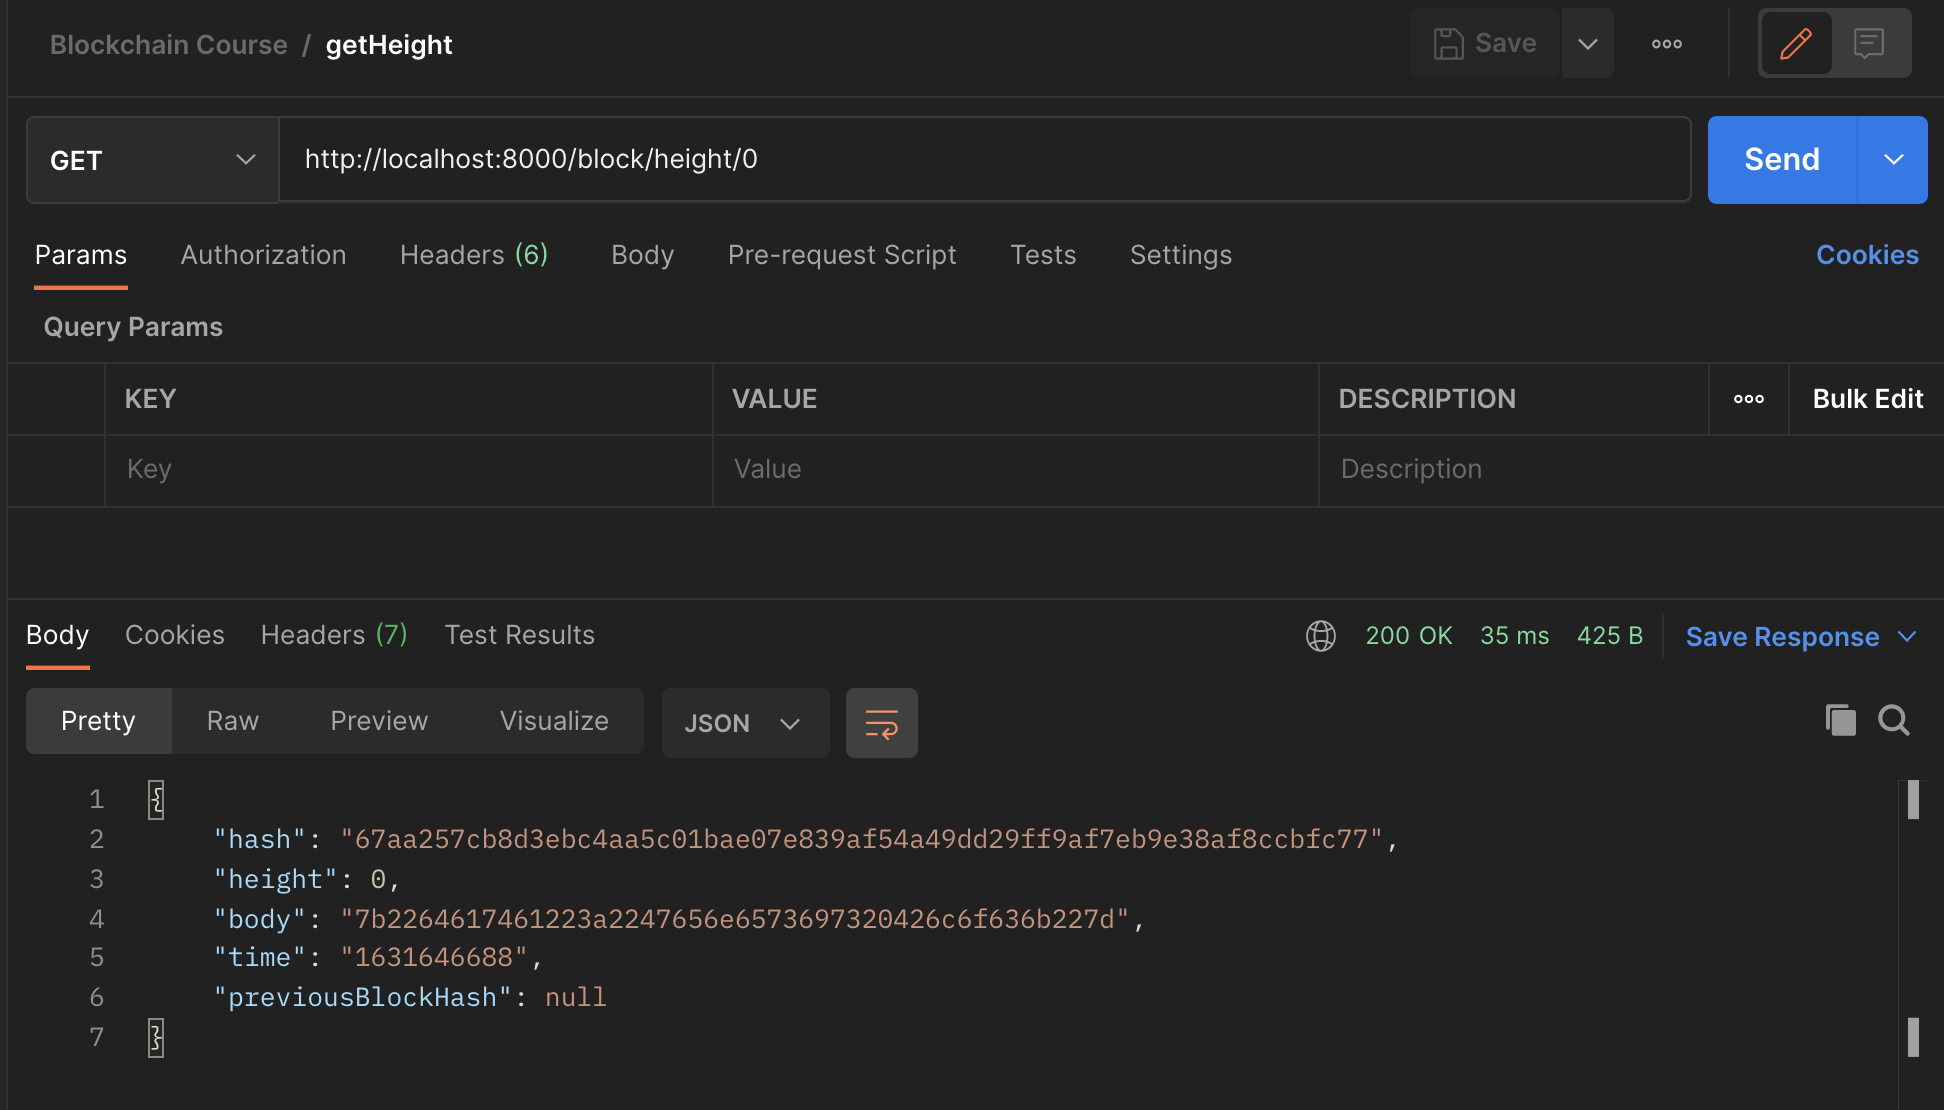 Blockchain Course / getHeight
Save
GET http://localhost:8000/block/height/0 Send
Params Authorization Headers (6) Body Pre-request Script Tests Settings Cookies
Query Params
KEY VALUE DESCRIPTION Bulk Edit
Key Value Description
Body Cookies Headers (7) Test Results 200 OK 35 ms 425 B Save Response
Pretty Raw Preview Visualize JSON
1 {
2 "hash": "67aa257cb8d3ebc4aa5c01bae07e839af54a49dd29ff9af7eb9e38af8ccbfc77",
3 "height": 0,
4 "body": "7b2264617461223a2247656e6573697320426c6f636b227d",
5 "time": "1631646688",
6 "previousBlockHash": null
7 }